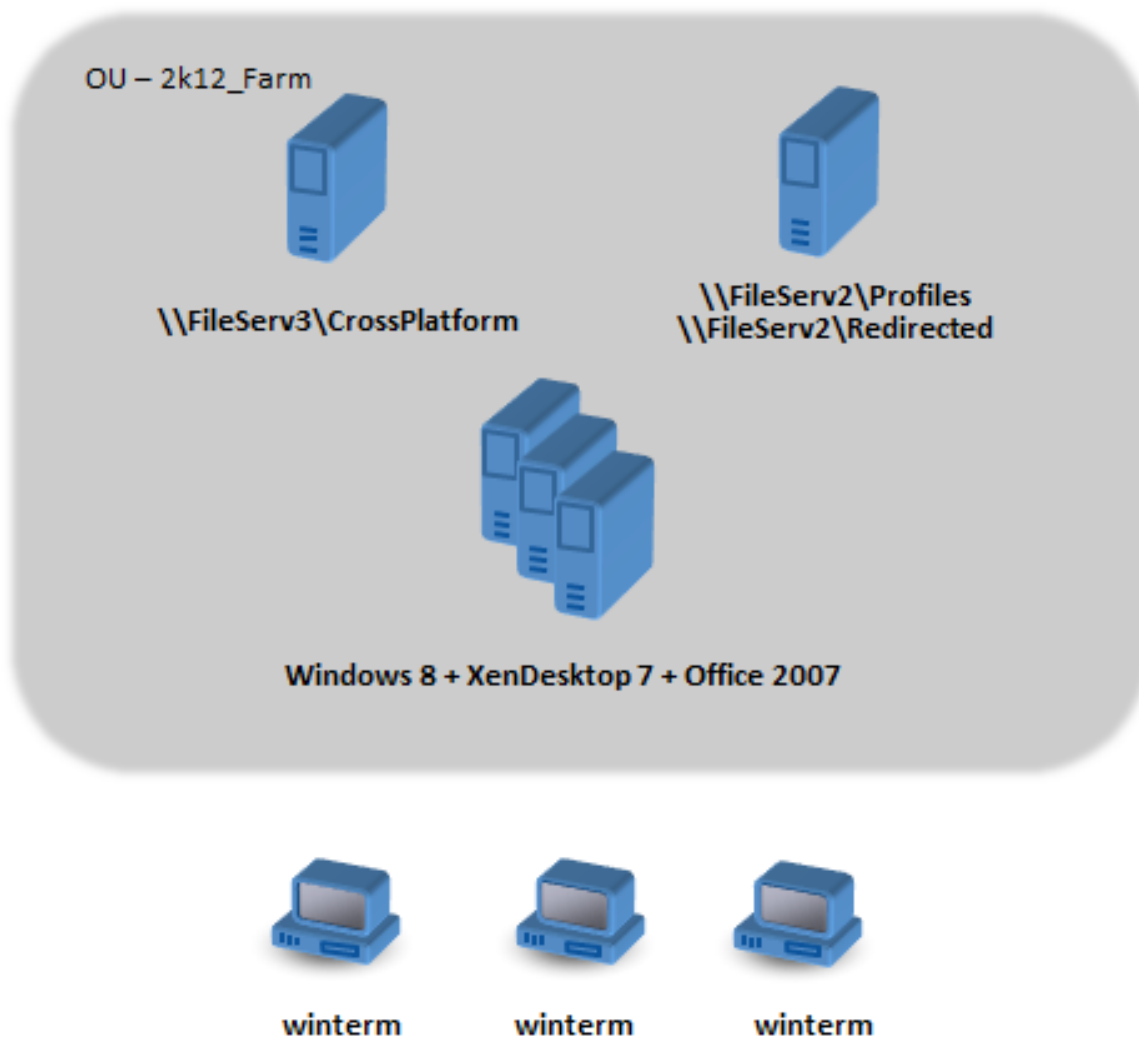 OU – 2k12_Farm
\\FileServ3\CrossPlatform
\\FileServ2\Profiles
\\FileServ2\Redirected
Windows 8 + XenDesktop 7 + Office 2007
winterm
winterm
winterm